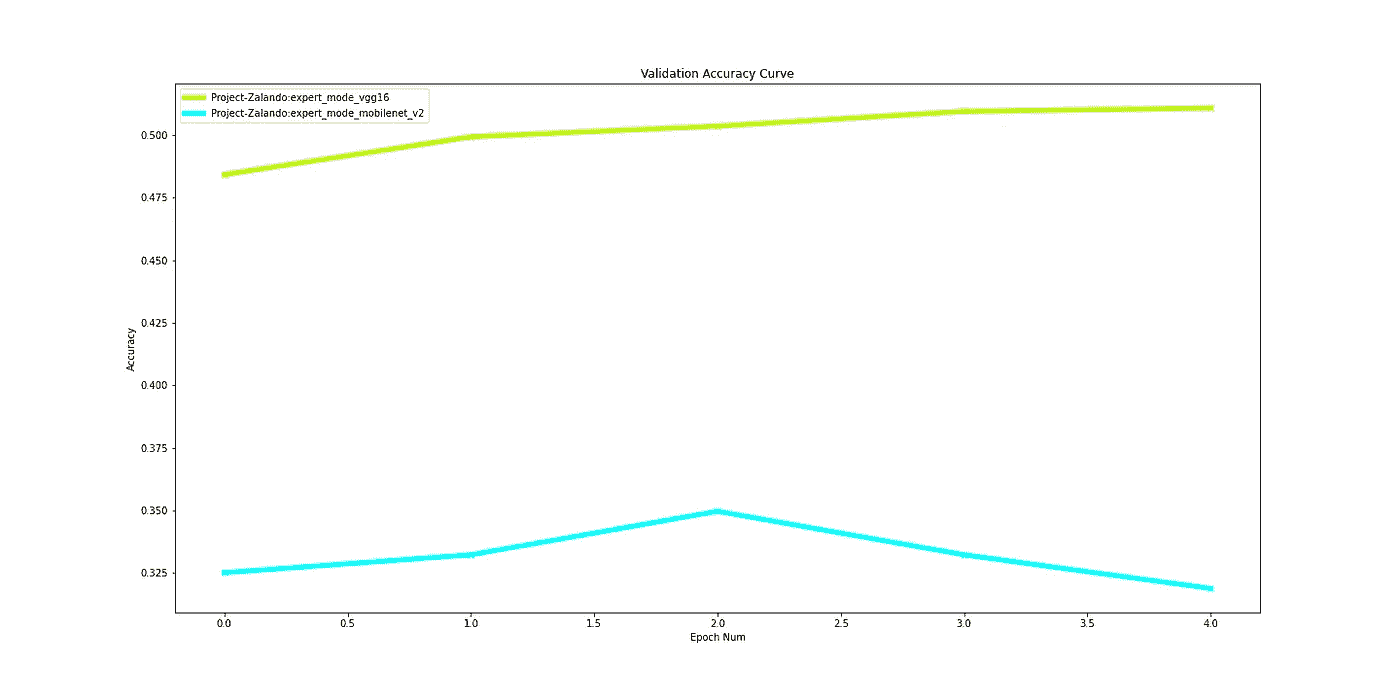 Validation Accuracy Curve
Project-Zalando:expert_mode_vgg16
Project-Zalando:expert_mode_mobilenet_v2
0.500
0.475
0.450
0.425
0.400
0.375
0.350
0.325
Accuracy
0.0 0.5 1.0 1.5 2.0 2.5 3.0 3.5 4.0
Epoch Num